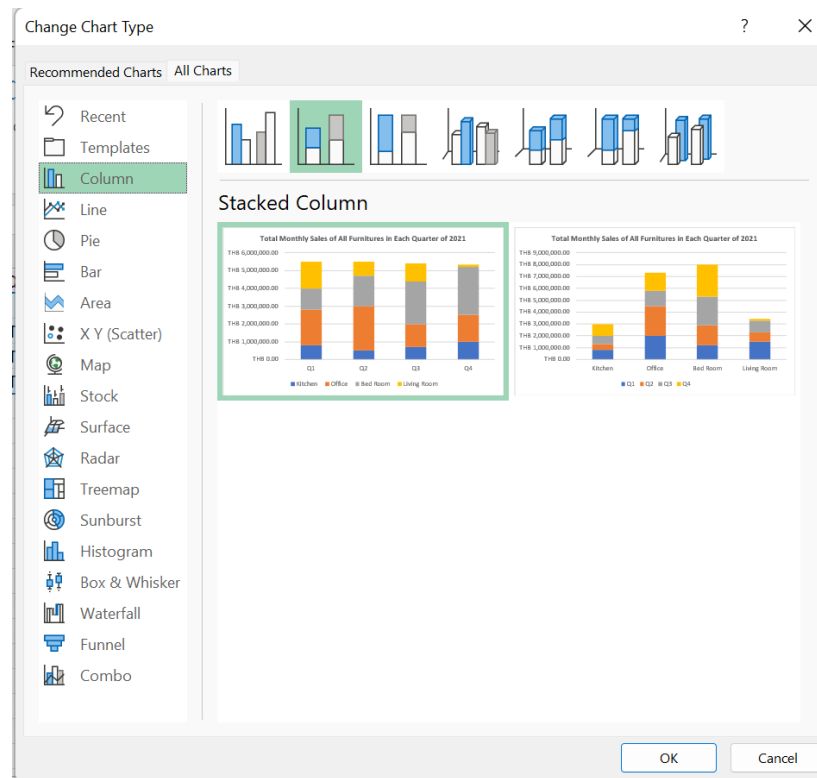 Change Chart Type
?
Recommended Charts
All Charts
Recent
Templates
Column
Line
Pie
Bar
Area
X Y (Scatter)
Map
Stock
Surface
Radar
Treemap
Sunburst
Histogram
Box & Whisker
Waterfall
Funnel
Combo
Stacked Column
Total Monthly Sales of All Furnitures in Each Quarter of 2021
THB 6,000,000.00
THB 5,000,000.00
THB 4,000,000.00
THB 3,000,000.00
THB 2,000,000.00
THB 1,000,000.00
THB 0.00
Q1 Q2 Q3 Q4
Kitchen Office Bed Room Living Room
Total Monthly Sales of All Furnitures in Each Quarter of 2021
THB 9,000,000.00
THB 8,000,000.00
THB 7,000,000.00
THB 6,000,000.00
THB 5,000,000.00
THB 4,000,000.00
THB 3,000,000.00
THB 2,000,000.00
THB 1,000,000.00
THB 0.00
Kitchen Office Bed Room Living Room
Q1 Q2 Q3 Q4
OK
Cancel